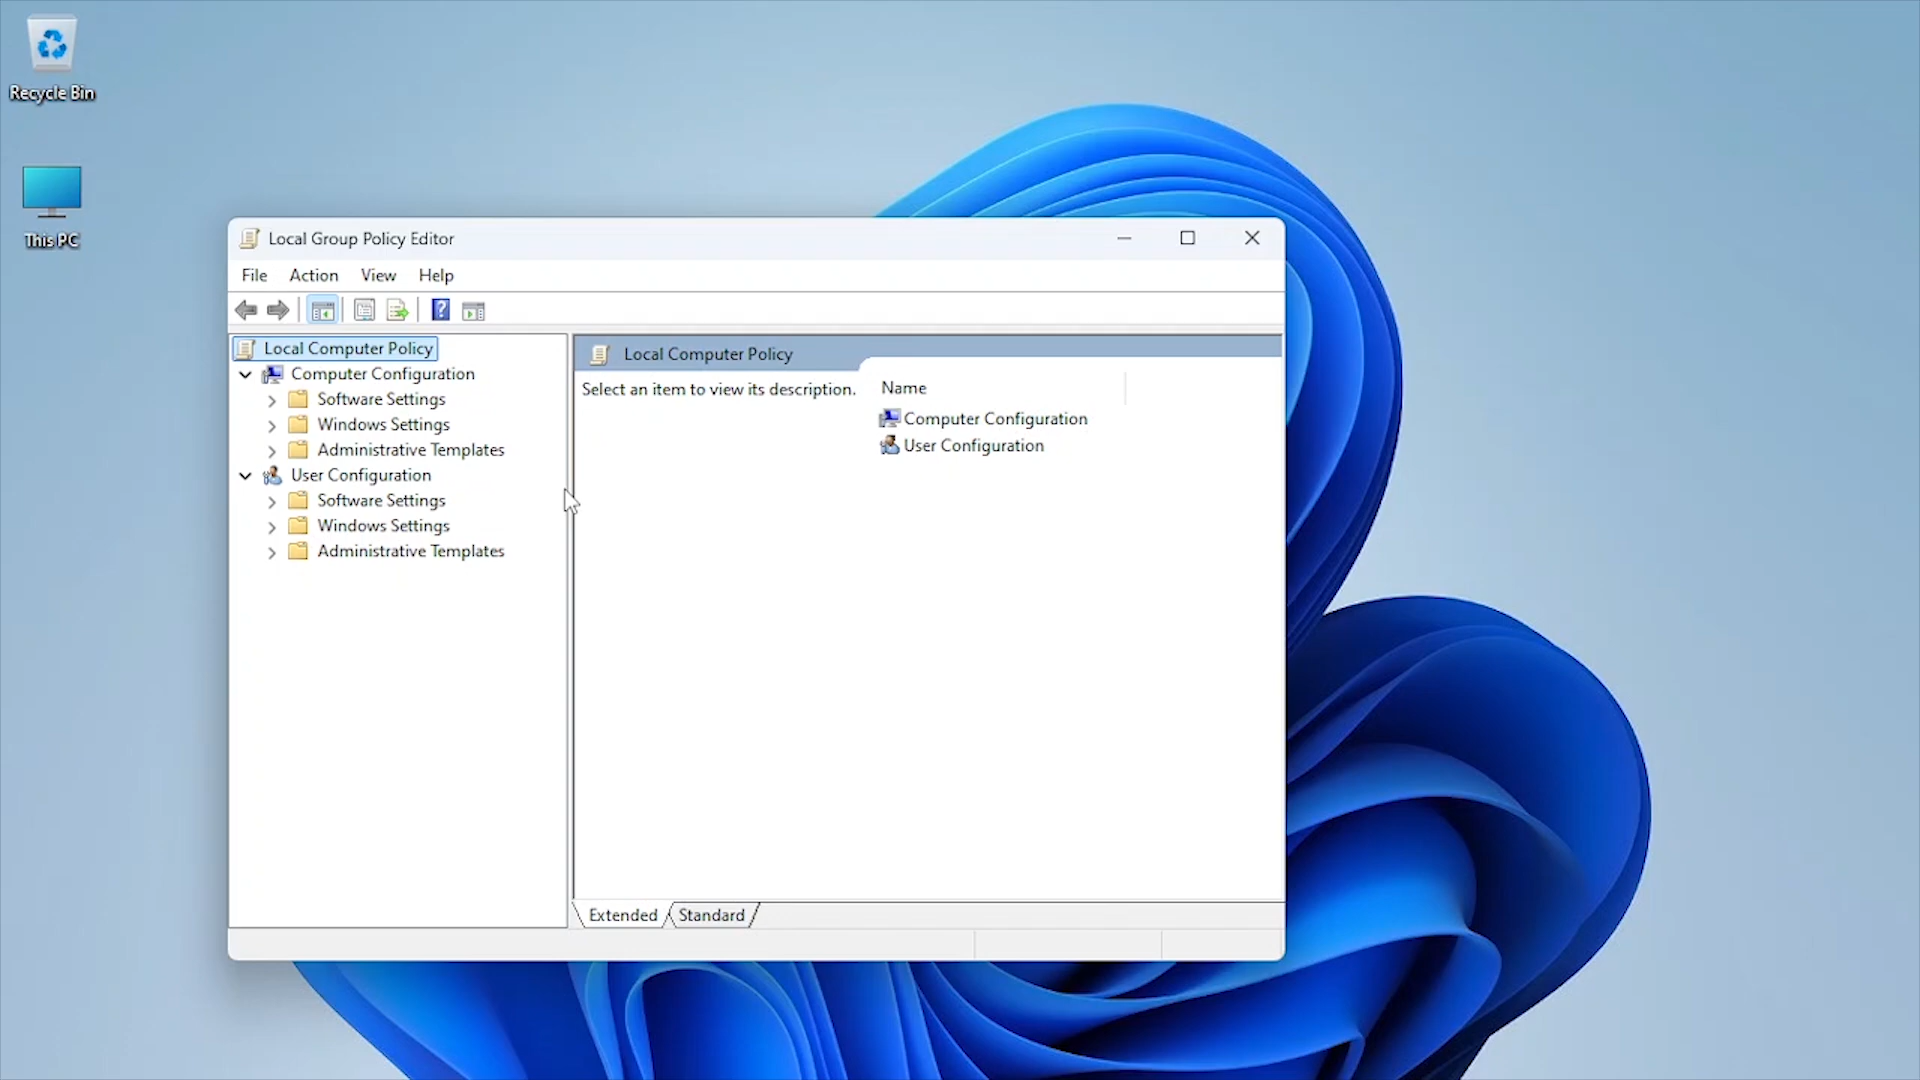 Recycle Bin
This PC
Local Group Policy Editor
File Action View Help
Local Computer Policy
Computer Configuration
Software Settings
Windows Settings
Administrative Templates
User Configuration
Software Settings
Windows Settings
Administrative Templates
Local Computer Policy
Select an item to view its description.
Name
Computer Configuration
User Configuration
Extended Standard